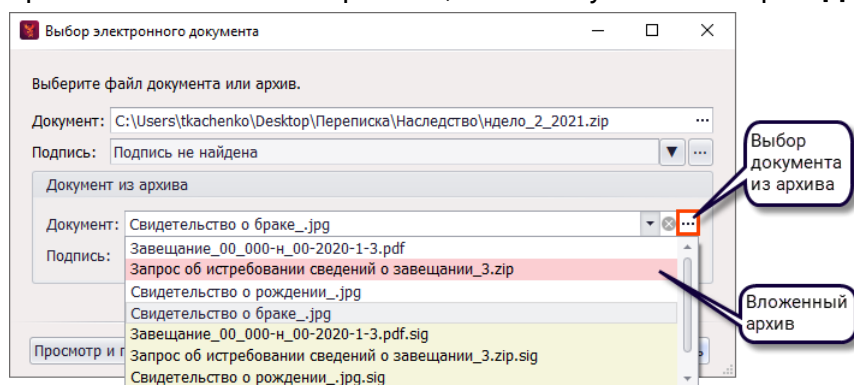 Выбор электронного документа
Выберите файл документа или архив.
Документ: C:\Users\tkachenko\Desktop\Переписка\Наследство\ндело_2_2021.zip ...
Подпись: Подпись не найдена ...
Документ из архива
Документ: Свидетельство о браке_.jpg ...
Подпись:
Завещание_00_000-н_00-2020-1-3.pdf
Запрос об истребовании сведений о завещании_3.zip
Свидетельство о рождении_.jpg
Свидетельство о браке_.jpg
Завещание_00_000-н_00-2020-1-3.pdf.sig
Запрос об истребовании сведений о завещании_3.zip.sig
Свидетельство о рождении_.jpg.sig
Просмотр и
Выбор
документа
из архива
Вложенный
архив